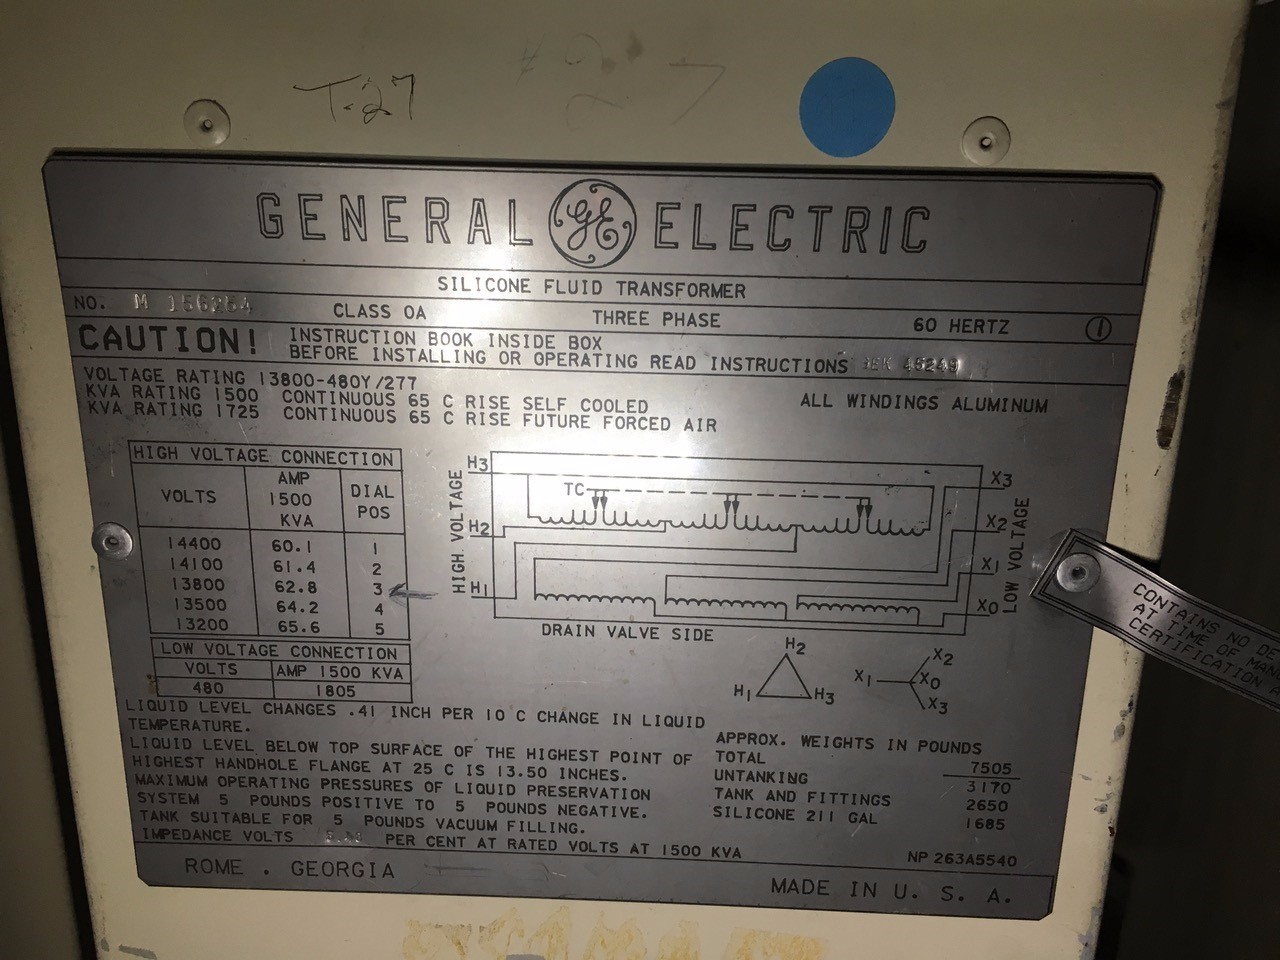 T-27
GENERAL GE ELECTRIC
SILICONE FLUID TRANSFORMER
NO. M 156254 CLASS OA THREE PHASE 60 HERTZ 1
CAUTION! INSTRUCTION BOOK INSIDE BOX
BEFORE INSTALLING OR OPERATING READ INSTRUCTIONS 45249
VOLTAGE RATING 13800-480Y/277
KVA RATING 1500 CONTINUOUS 65 C RISE SELF COOLED ALL WINDINGS ALUMINUM
KVA RATING 1725 CONTINUOUS 65 C RISE FUTURE FORCED AIR
HIGH VOLTAGE CONNECTION
VOLTS AMP 1500 KVA DIAL POS
14400 60.1 1
14100 61.4 2
13800 62.8 3
13500 64.2 4
13200 65.6 5
LOW VOLTAGE CONNECTION
VOLTS AMP 1500 KVA
480 1805
HIGH VOLTAGE
H3
H2
H1
TC
X3
X2
X1
X0
LOW VOLTAGE
DRAIN VALVE SIDE
H2
H1 H3
X2
X1 X0
X3
CONTAINS NO DE
AT TIME OF MAN
CERTIFICATION
LIQUID LEVEL CHANGES .41 INCH PER 10 C CHANGE IN LIQUID
TEMPERATURE.
LIQUID LEVEL BELOW TOP SURFACE OF THE HIGHEST POINT OF
HIGHEST HANDHOLE FLANGE AT 25 C IS 13.50 INCHES.
MAXIMUM OPERATING PRESSURES OF LIQUID PRESERVATION
SYSTEM 5 POUNDS POSITIVE TO 5 POUNDS NEGATIVE.
TANK SUITABLE FOR 5 POUNDS VACUUM FILLING.
IMPEDANCE VOLTS PER CENT AT RATED VOLTS AT 1500 KVA
APPROX. WEIGHTS IN POUNDS
TOTAL 7505
UNTANKING 3170
TANK AND FITTINGS 2650
SILICONE 211 GAL 1685
NP 263A5540
ROME . GEORGIA MADE IN U. S. A.